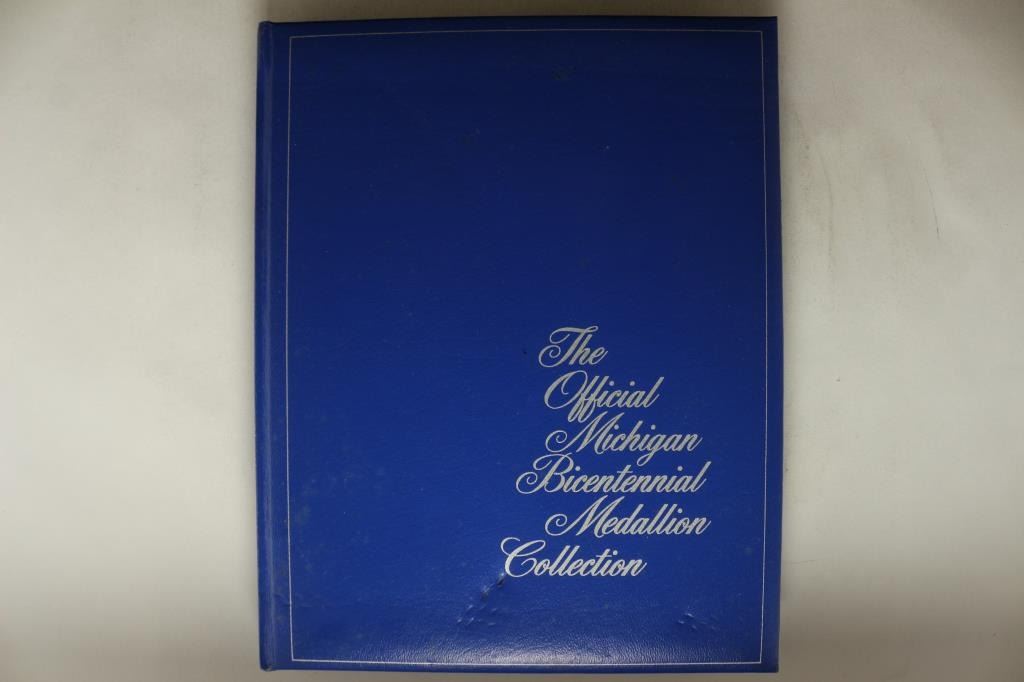 The
Official
Michigan
Bicentennial
Medallion
Collection